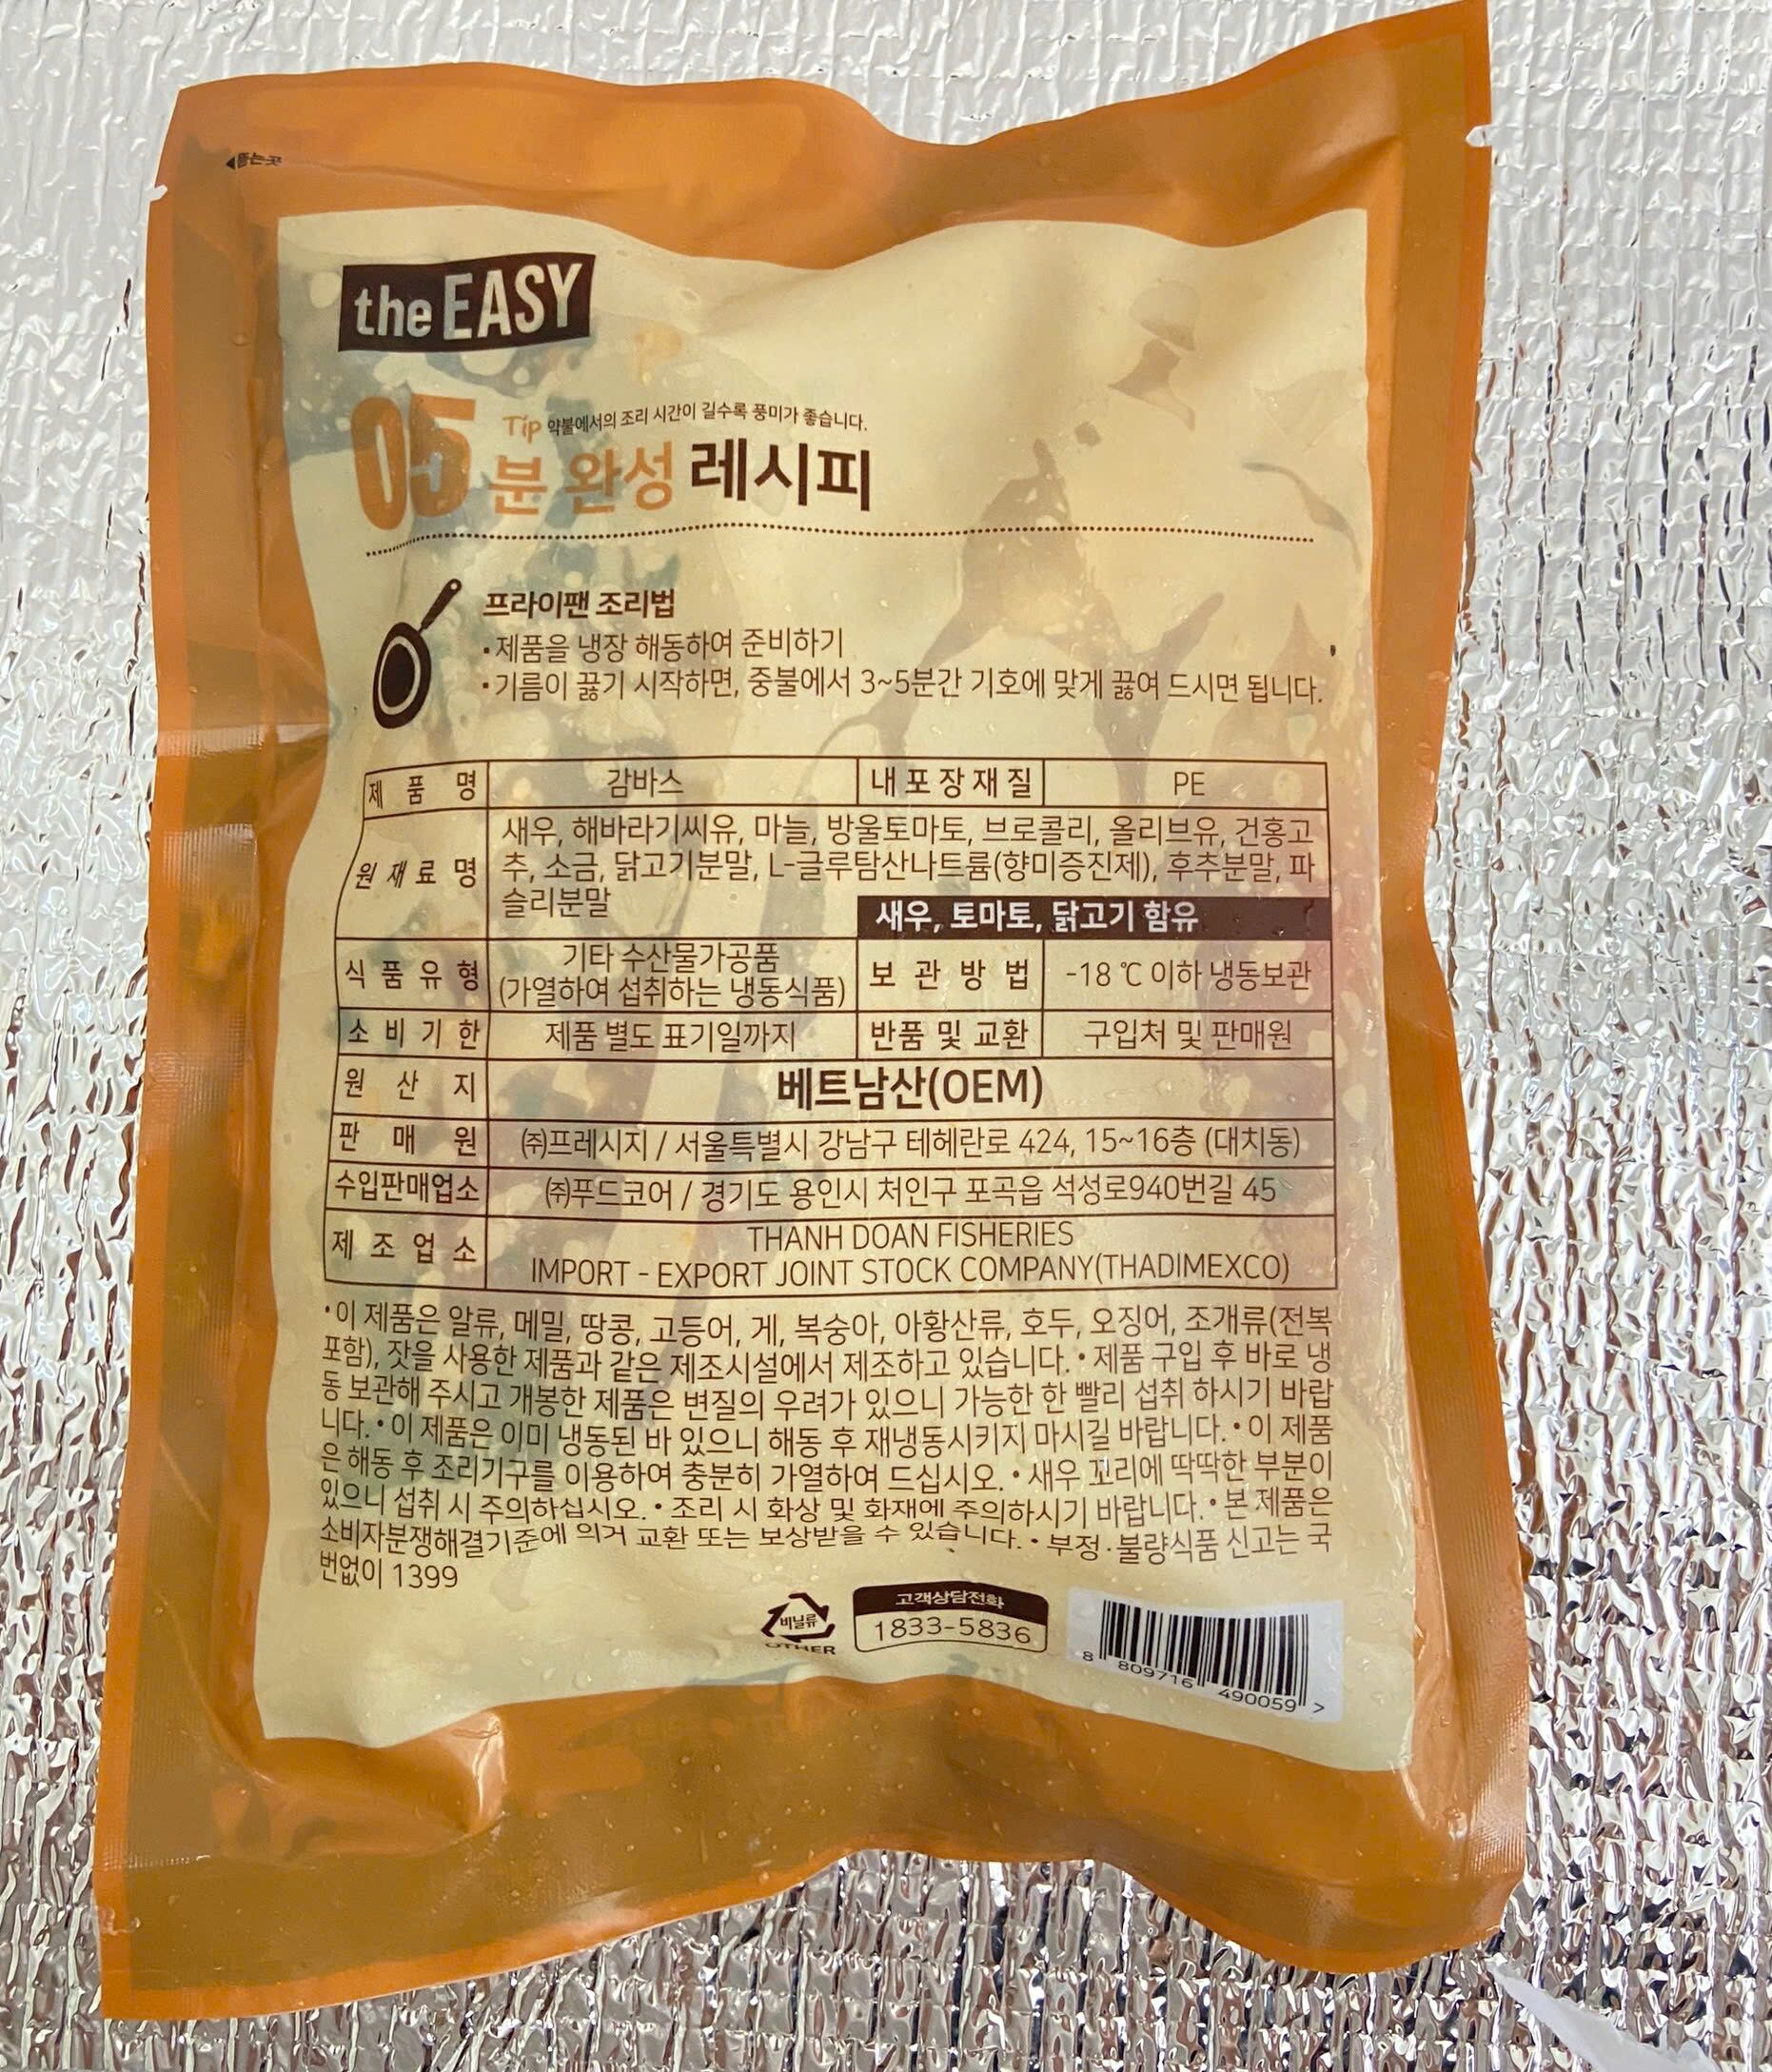 ◀뜯는곳
the EASY
Tip 약불에서의 조리 시간이 길수록 풍미가 좋습니다.
05분 완성 레시피
프라이팬 조리법
• 제품을 냉장 해동하여 준비하기
• 기름이 끓기 시작하면, 중불에서 3~5분간 기호에 맞게 끓여 드시면 됩니다.
제 품 명 감바스 내포장재질 PE
원재료명 새우, 해바라기씨유, 마늘, 방울토마토, 브로콜리, 올리브유, 건홍고
추, 소금, 닭고기분말, L-글루탐산나트륨(향미증진제), 후추분말, 파
슬리분말
새우, 토마토, 닭고기 함유
식품유형 기타 수산물가공품
(가열하여 섭취하는 냉동식품)
보관방법 -18 ℃ 이하 냉동보관
소비기한 제품 별도 표기일까지 반품 및 교환 구입처 및 판매원
원 산 지 베트남산(OEM)
판 매 원 ㈜프레시지 / 서울특별시 강남구 테헤란로 424, 15~16층 (대치동)
수입판매업소 ㈜푸드코어 / 경기도 용인시 처인구 포곡읍 석성로940번길 45
제조업소 THANH DOAN FISHERIES
IMPORT - EXPORT JOINT STOCK COMPANY(THADIMEXCO)
•이 제품은 알류, 메밀, 땅콩, 고등어, 게, 복숭아, 아황산류, 호두, 오징어, 조개류(전복
포함), 잣을 사용한 제품과 같은 제조시설에서 제조하고 있습니다. • 제품 구입 후 바로 냉
동 보관해 주시고 개봉한 제품은 변질의 우려가 있으니 가능한 한 빨리 섭취 하시기 바랍
니다. • 이 제품은 이미 냉동된 바 있으니 해동 후 재냉동시키지 마시길 바랍니다. • 이 제품
은 해동 후 조리기구를 이용하여 충분히 가열하여 드십시오. • 새우 꼬리에 딱딱한 부분이
있으니 섭취 시 주의하십시오. • 조리 시 화상 및 화재에 주의하시기 바랍니다. • 본 제품은
소비자분쟁해결기준에 의거 교환 또는 보상받을 수 있습니다. • 부정·불량식품 신고는 국
번없이 1399
비닐류
OTHER
고객상담전화
1833-5836
8 809716 490059 >